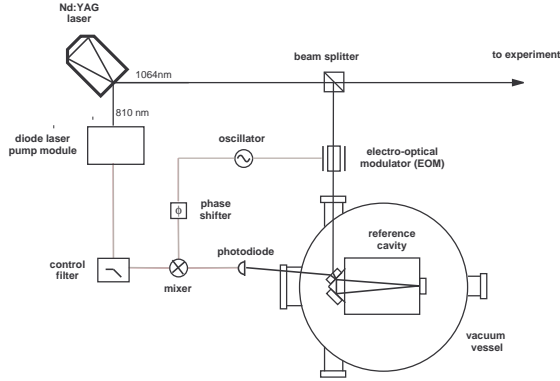 Nd:YAG
laser
1064nm
beam splitter
to experiment
810 nm
diode laser
pump module
oscillator
electro-optical
modulator (EOM)
phase
shifter
ϕ
reference
cavity
photodiode
control
filter
mixer
vacuum
vessel